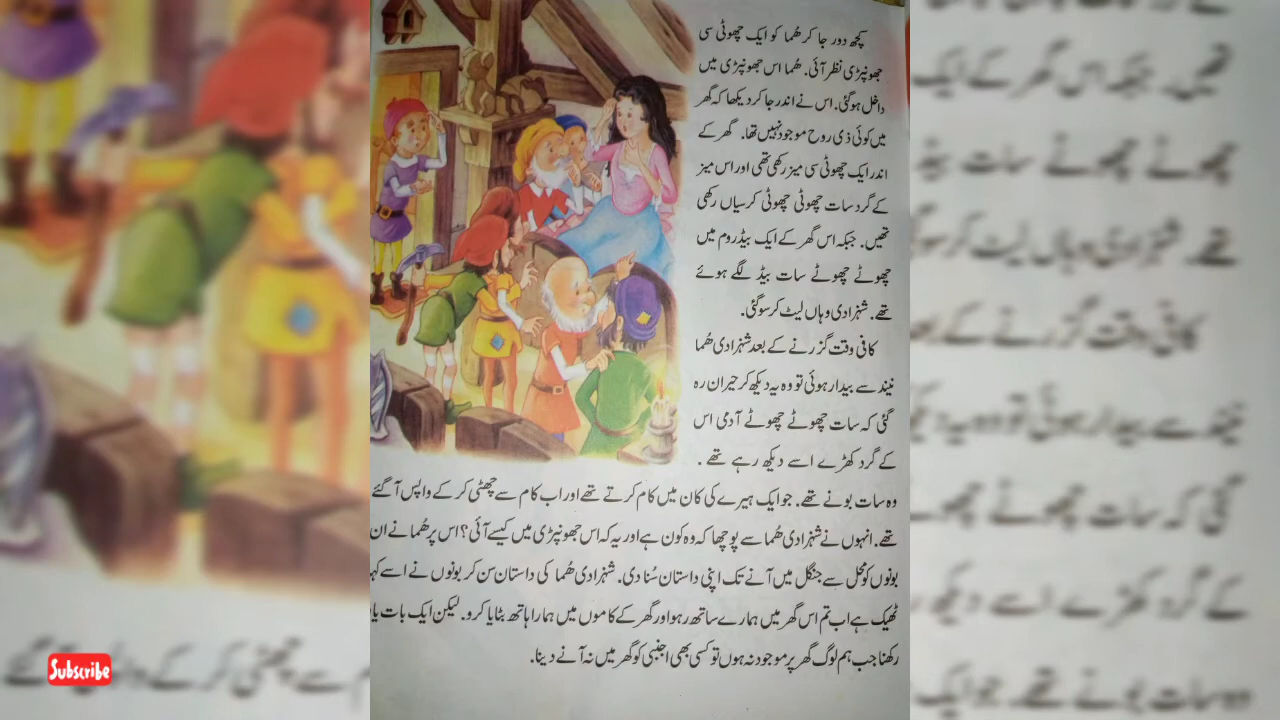 کچھ دور جا کر ھُما کو ایک چھوٹی سی
جھونپڑی نظر آئی۔ ھُما اس جھونپڑی میں
داخل ہو گئی۔ اس نے اندر جا کر دیکھا کہ گھر
میں کوئی ذی روح موجود نہیں تھا۔ گھر کے
اندر ایک چھوٹی سی میز رکھی تھی اور اس میز
کے گرد سات چھوٹی چھوٹی کرسیاں رکھی
تھیں۔ جبکہ اس گھر کے ایک بیڈ روم میں
چھوٹے چھوٹے سات بیڈ لگے ہوئے
تھے۔ شہزادی وہاں لیٹ کر سو گئی۔
کافی وقت گزرنے کے بعد شہزادی ھُما
نیند سے بیدار ہوئی تو وہ یہ دیکھ کر حیران رہ
گئی کہ سات چھوٹے چھوٹے آدمی اس
کے گرد کھڑے اسے دیکھ رہے تھے۔
وہ سات بونے تھے۔ جو ایک ہیرے کی کان میں کام کرتے تھے اور اب کام سے چھٹی کر کے واپس آ گئے
تھے۔ انہوں نے شہزادی ھُما سے پوچھا کہ وہ کون ہے اور یہ کہ اس جھونپڑی میں کیسے آئی؟ اس پر ھُما نے ان
بونوں کو محل سے جنگل میں آنے تک اپنی داستان سُنا دی۔ شہزادی ھُما کی داستان سن کر بونوں نے اسے کہا
ٹھیک ہے اب تم اس گھر میں ہمارے ساتھ رہو اور گھر کے کاموں میں ہمارا ہاتھ بٹایا کرو۔ لیکن ایک بات یا
رکھنا جب ہم لوگ گھر پر موجود نہ ہوں تو کسی بھی اجنبی کو گھر میں نہ آنے دینا۔
Subscribe